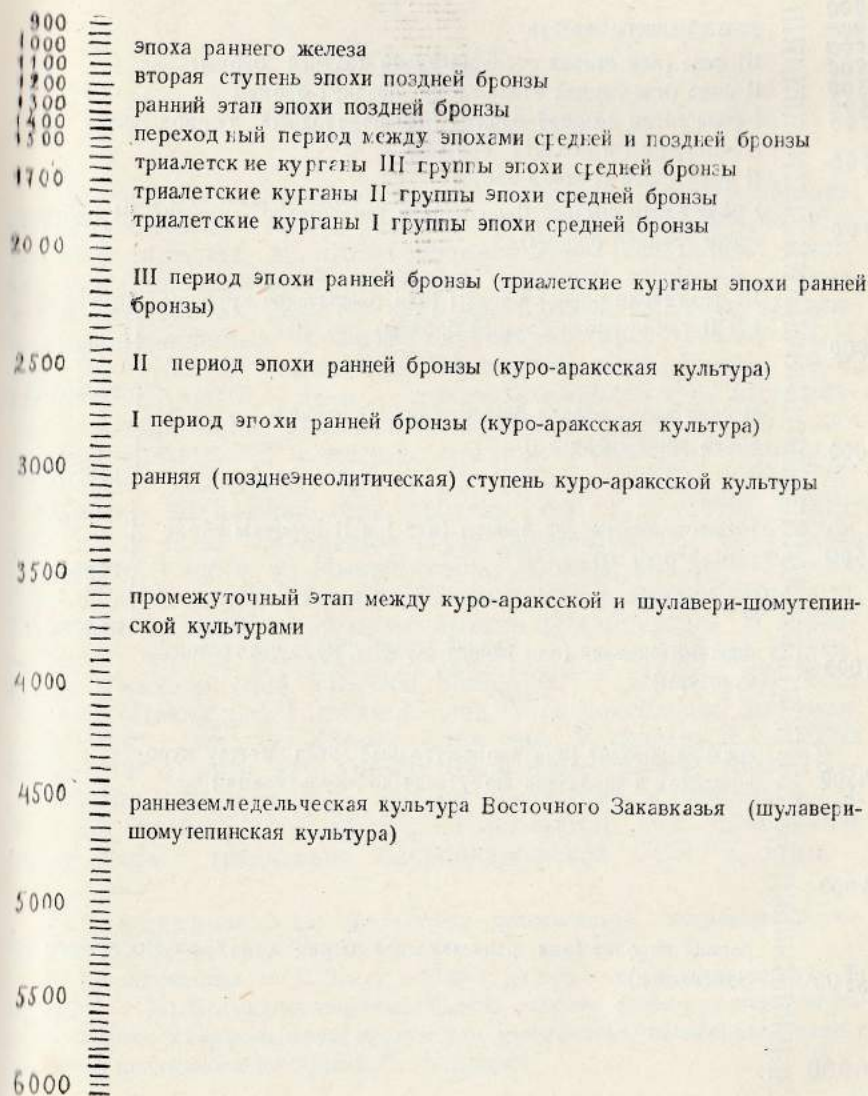 900
1000
эпоха раннего железа
1100
1200
вторая ступень эпохи поздней бронзы
1300
ранний этап эпохи поздней бронзы
1400
1500
переходный период между эпохами средней и поздней бронзы
1700
триалетские курганы III группы эпохи средней бронзы
триалетские курганы II группы эпохи средней бронзы
триалетские курганы I группы эпохи средней бронзы
2000
III период эпохи ранней бронзы (триалетские курганы эпохи ранней
бронзы)
2500
II период эпохи ранней бронзы (куро-араксская культура)
I период эпохи ранней бронзы (куро-араксская культура)
3000
ранняя (позднеэнеолитическая) ступень куро-араксской культуры
3500
промежуточный этап между куро-араксской и шулавери-шомутепин-
ской культурами
4000
4500
раннеземледельческая культура Восточного Закавказья (шулавери-
шомутепинская культура)
5000
5500
6000